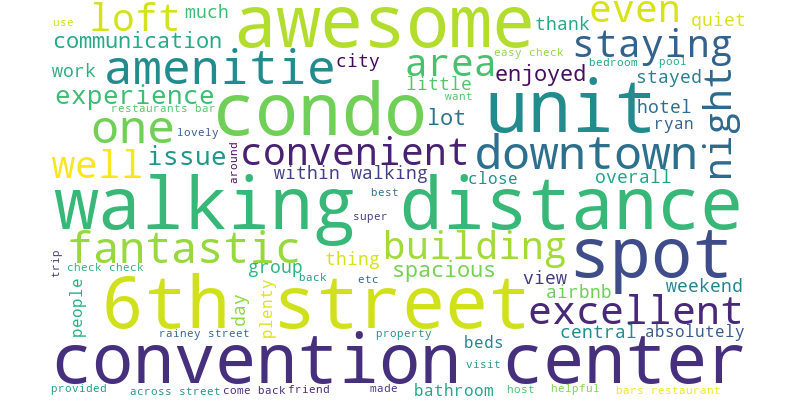 use
loft
much
awesome
thank
even
quiet
communication
easy check
staying
work
amenitie
city
area
enjoyed
bedroom
pool
stayed
experience
little
restaurants bar
condo
want
unit
night
hotel
one
lovely
lot
ryan
well
issue
around
convenient
downtown
within walking
close
overall
walking distance
best
super
fantastic
building
spot
trip
check check
group
back
thing
etc
spacious
view
airbnb
weekend
people
6th street
day
plenty
excellent
rainey street
property
beds
central
absolutely
convention center
visit
provided
across street
come back
friend
made
bathroom
host
helpful
bars restaurant